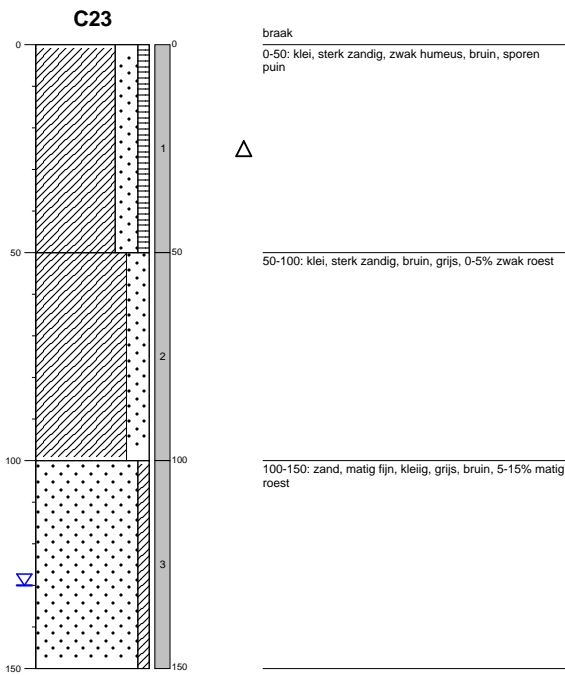 C23
braak
0
0
0-50: klei, sterk zandig, zwak humeus, bruin, sporen
puin
1
50
50
50-100: klei, sterk zandig, bruin, grijs, 0-5% zwak roest
2
100
100
100-150: zand, matig fijn, kleiig, grijs, bruin, 5-15% matig
roest
3
150
150